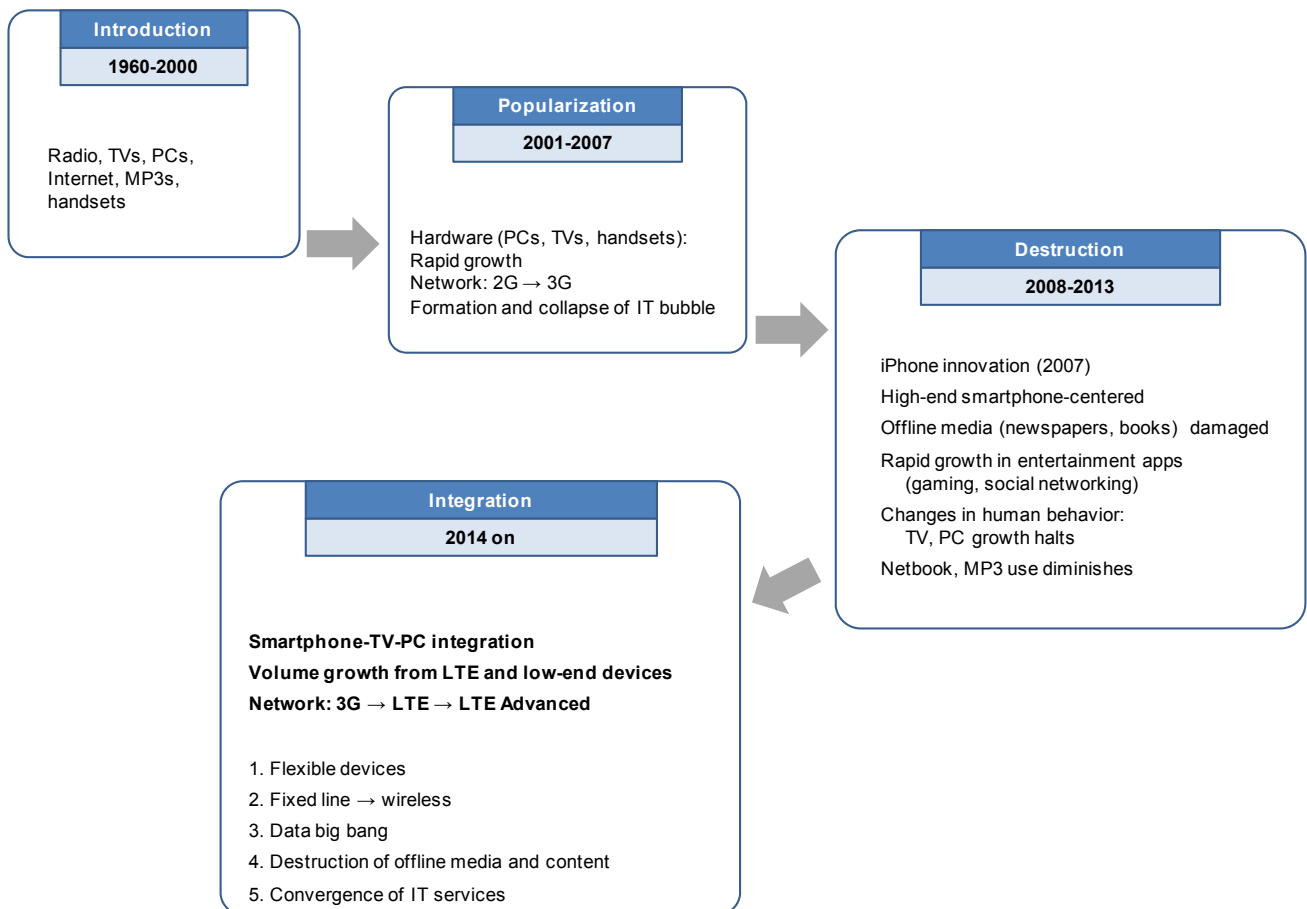 Introduction
1960-2000
Radio, TVs, PCs,
Internet, MP3s,
handsets
Popularization
2001-2007
Hardware (PCs, TVs, handsets):
Rapid growth
Network: 2G → 3G
Formation and collapse of IT bubble
Destruction
2008-2013
iPhone innovation (2007)
High-end smartphone-centered
Offline media (newspapers, books) damaged
Rapid growth in entertainment apps
(gaming, social networking)
Changes in human behavior:
TV, PC growth halts
Netbook, MP3 use diminishes
Integration
2014 on
Smartphone-TV-PC integration
Volume growth from LTE and low-end devices
Network: 3G → LTE → LTE Advanced
1. Flexible devices
2. Fixed line → wireless
3. Data big bang
4. Destruction of offline media and content
5. Convergence of IT services